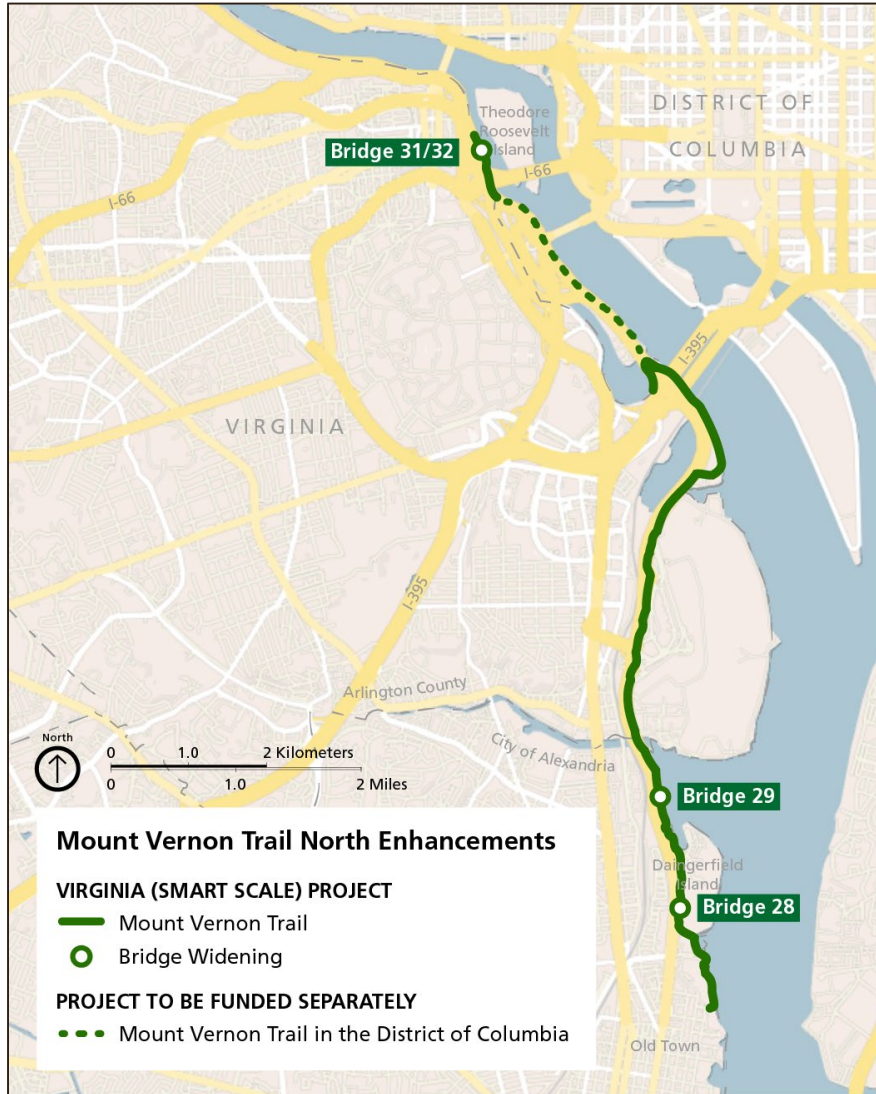 Theodore
Roosevelt
Island
DISTRICT OF
COLUMBIA
Bridge 31/32
I-66
I-66
I-395
VIRGINIA
I-395
Arlington County
City of Alexandria
North
0 1.0 2 Kilometers
0 1.0 2 Miles
Bridge 29
Daingerfield
Island
Bridge 28
Old Town
Mount Vernon Trail North Enhancements
VIRGINIA (SMART SCALE) PROJECT
Mount Vernon Trail
Bridge Widening
PROJECT TO BE FUNDED SEPARATELY
Mount Vernon Trail in the District of Columbia